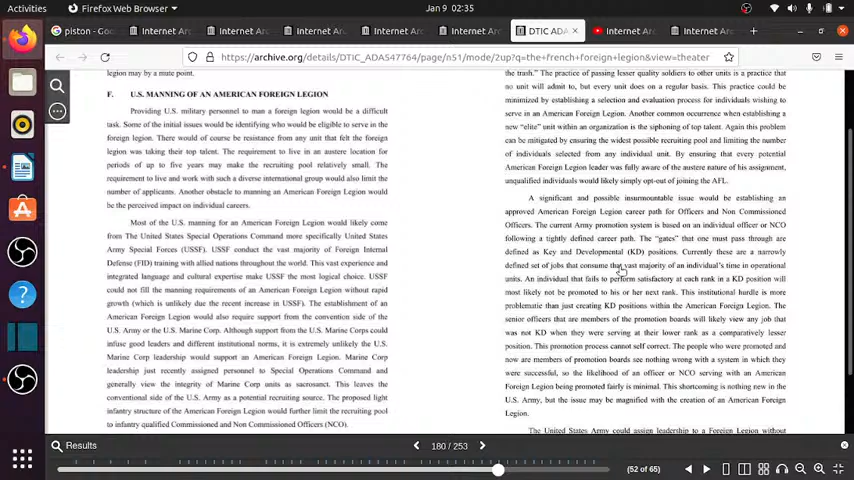 Activities
Firefox Web Browser
Jan 9 02:35
piston - Go
Internet Ar
Internet Ar
Internet Ar
Internet Ar
DTIC ADA5
Internet Ar
Internet Ar
https://archive.org/details/DTIC_ADA547764/page/n51/mode/2up?q=the+french+foreign+legion&view=theater
legion may by a mute point.
F. U.S. MANNING OF AN AMERICAN FOREIGN LEGION
Providing U.S. military personnel to man a foreign legion would be a difficult
task. Some of the initial issues would be identifying who would be eligible to serve in the
foreign legion. There would of course be resistance from any unit that felt the foreign
legion was taking their top talent. The requirement to live in an austere location for
periods of up to five years may make the recruiting pool relatively small. The
requirement to live and work with such a diverse international group would also limit the
number of applicants. Another obstacle to manning an American Foreign Legion would
be the perceived impact on individual careers.
Most of the U.S. manning for an American Foreign Legion would likely come
from The United States Special Operations Command more specifically United States
Army Special Forces (USSF). USSF conduct the vast majority of Foreign Internal
Defense (FID) training with allied nations throughout the world. This vast experience and
integrated language and cultural expertise make USSF the most logical choice. USSF
could not fill the manning requirements of an American Foreign Legion without rapid
growth (which is unlikely due the recent increase in USSF). The establishment of an
American Foreign Legion would also require support from the convention side of the
U.S. Army or the U.S. Marine Corp. Although support from the U.S. Marine Corps could
infuse good leaders and different institutional norms, it is extremely unlikely the U.S.
Marine Corp leadership would support an American Foreign Legion. Marine Corp
leadership just recently assigned personnel to Special Operations Command and
generally view the integrity of Marine Corp units as sacrosanct. This leaves the
conventional side of the U.S. Army as a potential recruiting source. The proposed light
infantry structure of the American Foreign Legion would further limit the recruiting pool
to infantry qualified Commissioned and Non Commissioned Officers (NCO).
the trash." The practice of passing lesser quality soldiers to other units is a practice that
no unit will admit to, but every unit does on a regular basis. This practice could be
minimized by establishing a selection and evaluation process for individuals wishing to
serve in an American Foreign Legion. Another common occurrence when establishing a
new "elite" unit within an organization is the siphoning of top talent. Again this problem
can be mitigated by ensuring the widest possible recruiting pool and limiting the number
of individuals selected from any individual unit. By ensuring that every potential
American Foreign Legion leader was fully aware of the austere nature of his assignment,
unqualified individuals would likely simply opt-out of joining the AFL.
A significant and possible insurmountable issue would be establishing an
approved American Foreign Legion career path for Officers and Non Commissioned
Officers. The current Army promotion system is based on an individual officer or NCO
following a tightly defined career path. The "gates" that one must pass through are
defined as Key and Developmental (KD) positions. Currently these are a narrowly
defined set of jobs that consume that vast majority of an individual's time in operational
units. An individual that fails to perform satisfactory at each rank in a KD position will
most likely not be promoted to his or her next rank. This institutional hurdle is more
problematic than just creating KD positions within the American Foreign Legion. The
senior officers that are members of the promotion boards will likely view any job that
was not KD when they were serving at their lower rank as a comparatively lesser
position. This promotion process cannot self correct. The people who were promoted and
now are members of promotion boards see nothing wrong with a system in which they
were successful, so the likelihood of an officer or NCO serving with an American
Foreign Legion being promoted fairly is minimal. This shortcoming is nothing new in the
U.S. Army, but the issue may be magnified with the creation of an American Foreign
Legion.
The United States Army could assign leadership to a Foreign Legion without
Results
180 / 253
(52 of 65)